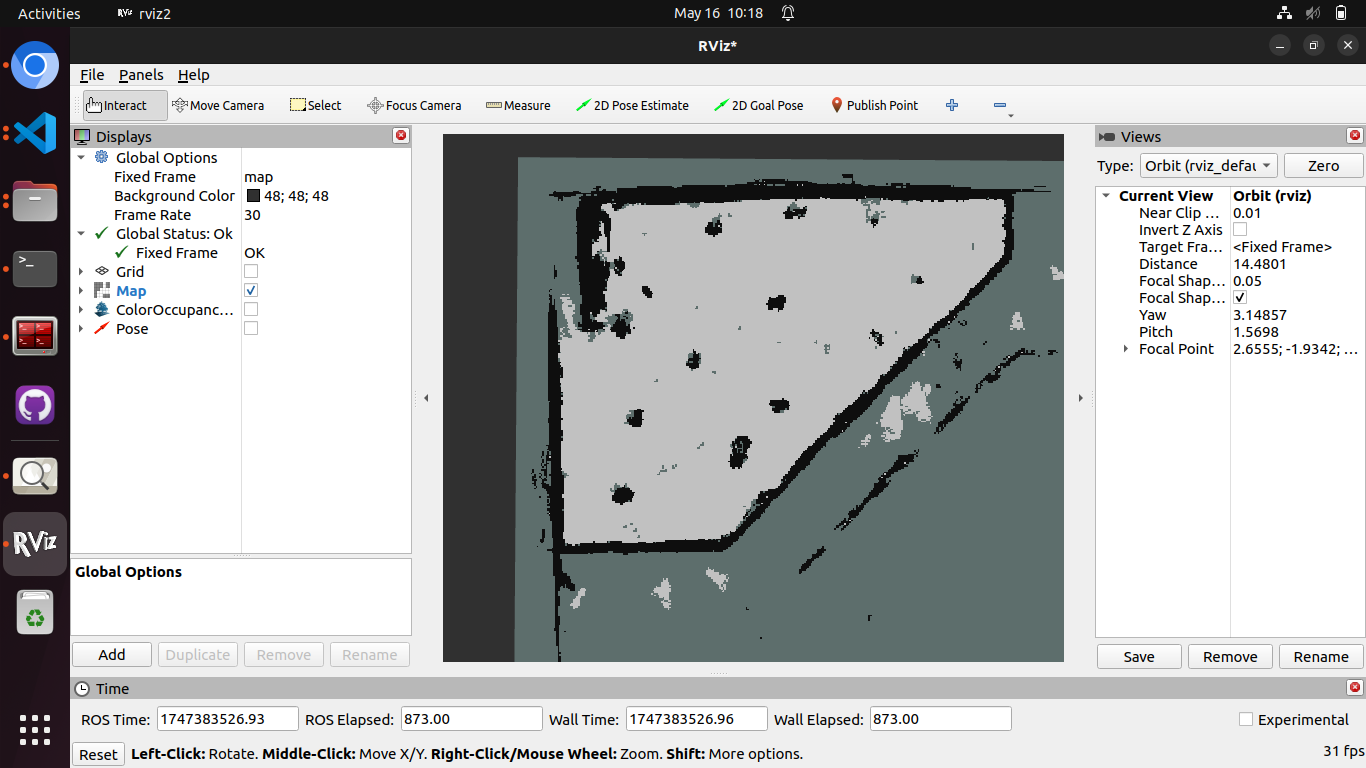 Activities rviz2 May 16 10:18
RViz*
File Panels Help
Interact Move Camera Select Focus Camera Measure 2D Pose Estimate 2D Goal Pose Publish Point
Displays
Global Options
Fixed Frame map
Background Color 48; 48; 48
Frame Rate 30
Global Status: Ok
Fixed Frame OK
Grid
Map
ColorOccupanc...
Pose
Global Options
Add Duplicate Remove Rename
Views
Type: Orbit (rviz_defau Zero
Current View Orbit (rviz)
Near Clip ... 0.01
Invert Z Axis
Target Fra... <Fixed Frame>
Distance 14.4801
Focal Shap... 0.05
Focal Shap...
Yaw 3.14857
Pitch 1.5698
Focal Point 2.6555; -1.9342; ...
Save Remove Rename
Time
ROS Time: 1747383526.93 ROS Elapsed: 873.00 Wall Time: 1747383526.96 Wall Elapsed: 873.00 Experimental
Reset Left-Click: Rotate. Middle-Click: Move X/Y. Right-Click/Mouse Wheel: Zoom. Shift: More options. 31 fps
RViz